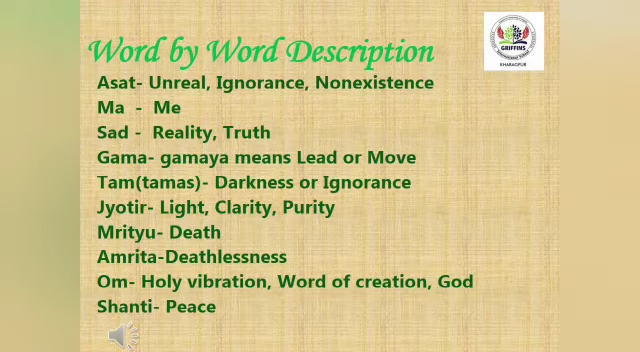 Word by Word Description
GRIFFINS
International School
KHARAGPUR
Asat- Unreal, Ignorance, Nonexistence
Ma - Me
Sad - Reality, Truth
Gama- gamaya means Lead or Move
Tam(tamas)- Darkness or Ignorance
Jyotir- Light, Clarity, Purity
Mrityu- Death
Amrita-Deathlessness
Om- Holy vibration, Word of creation, God
Shanti- Peace